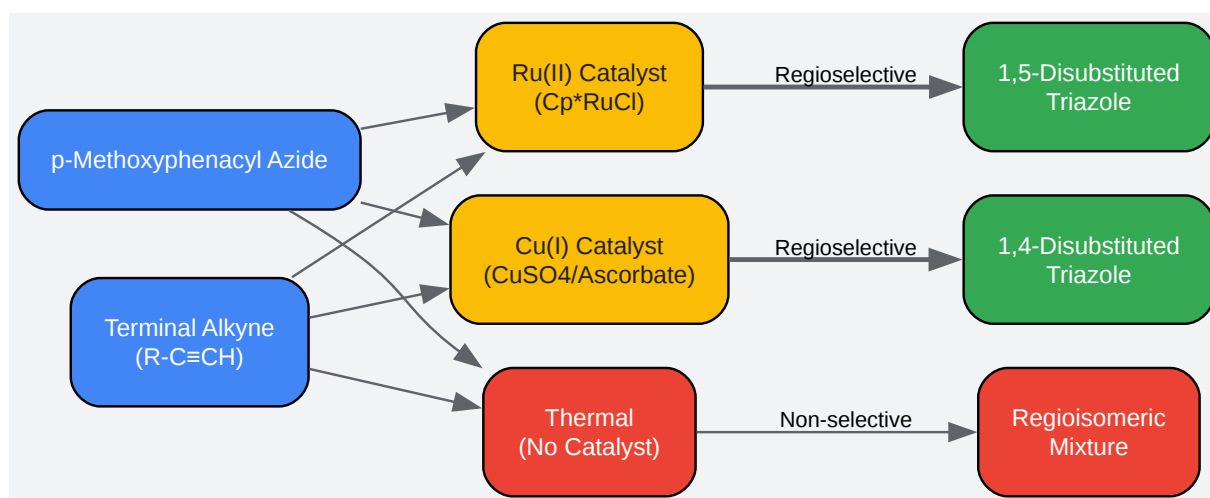 p-Methoxyphenacyl Azide
Terminal Alkyne
(R-C≡CH)
Ru(II) Catalyst
(Cp*RuCl)
Regioselective
1,5-Disubstituted
Triazole
Cu(I) Catalyst
(CuSO4/Ascorbate)
Regioselective
1,4-Disubstituted
Triazole
Thermal
(No Catalyst)
Non-selective
Regioisomeric
Mixture